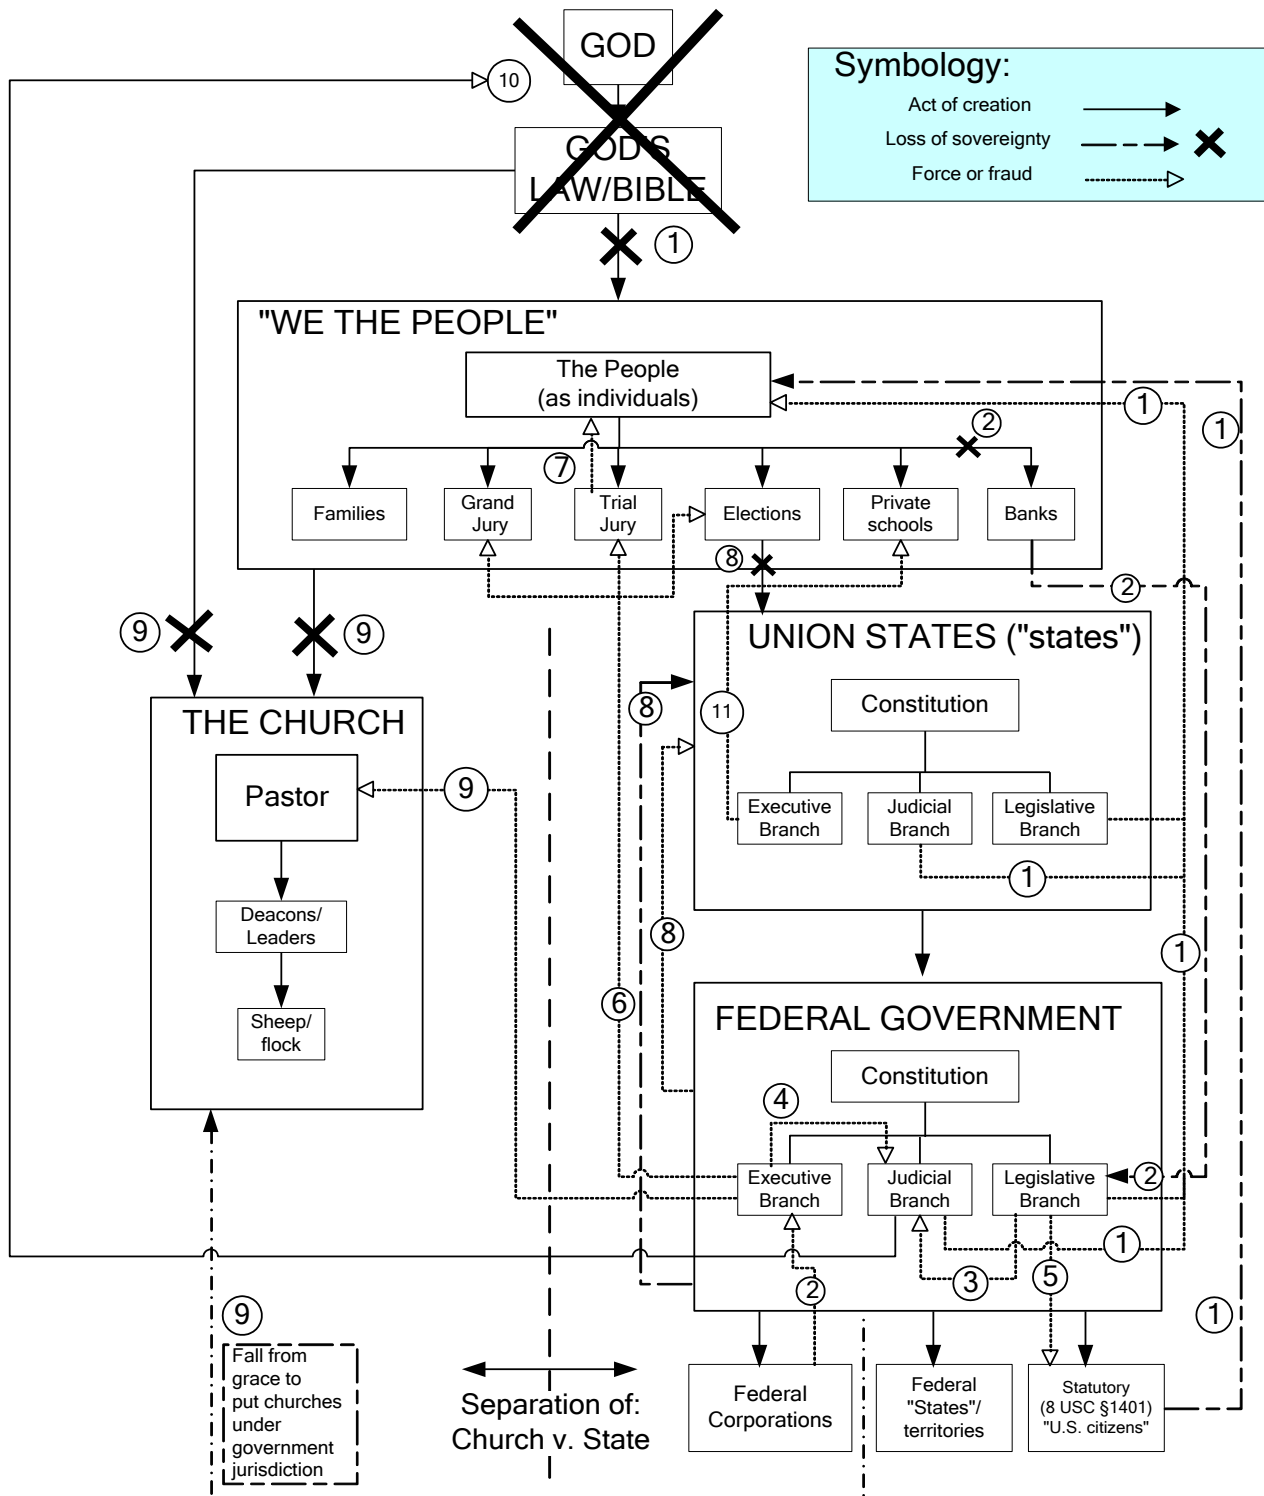 GOD
10
Symbology:
Act of creation
Loss of sovereignty
Force or fraud
GOD'S
LAW/BIBLE
1
"WE THE PEOPLE"
The People
(as individuals)
1
1
2
7
Families
Grand
Jury
Trial
Jury
Elections
Private
schools
Banks
8
2
9
9
UNION STATES ("states")
THE CHURCH
8
11
Constitution
Pastor
9
Executive
Branch
Judicial
Branch
Legislative
Branch
1
Deacons/
Leaders
8
1
6
Sheep/
flock
FEDERAL GOVERNMENT
Constitution
4
Executive
Branch
Judicial
Branch
Legislative
Branch
2
1
3
5
2
9
1
Fall from
grace to
put churches
under
government
jurisdiction
Separation of:
Church v. State
Federal
Corporations
Federal
"States"/
territories
Statutory
(8 USC §1401)
"U.S. citizens"